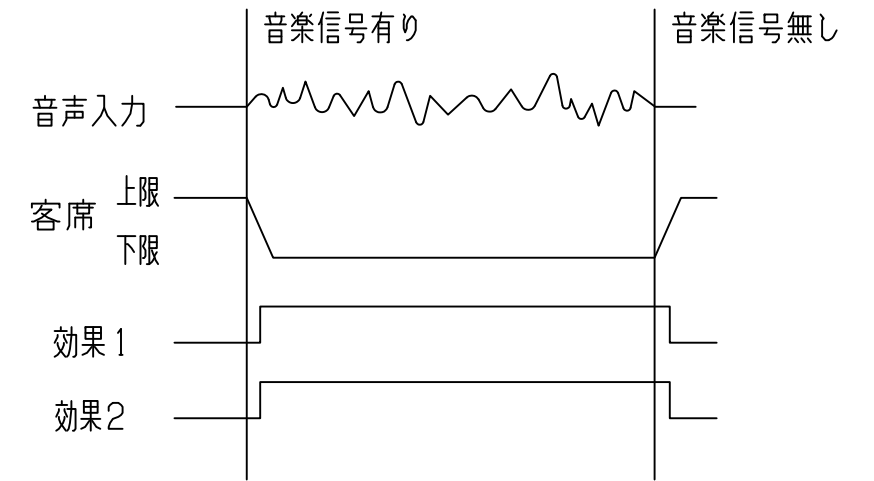 音楽信号有り
音楽信号無し
音声入力
上限
客席
下限
効果1
効果2